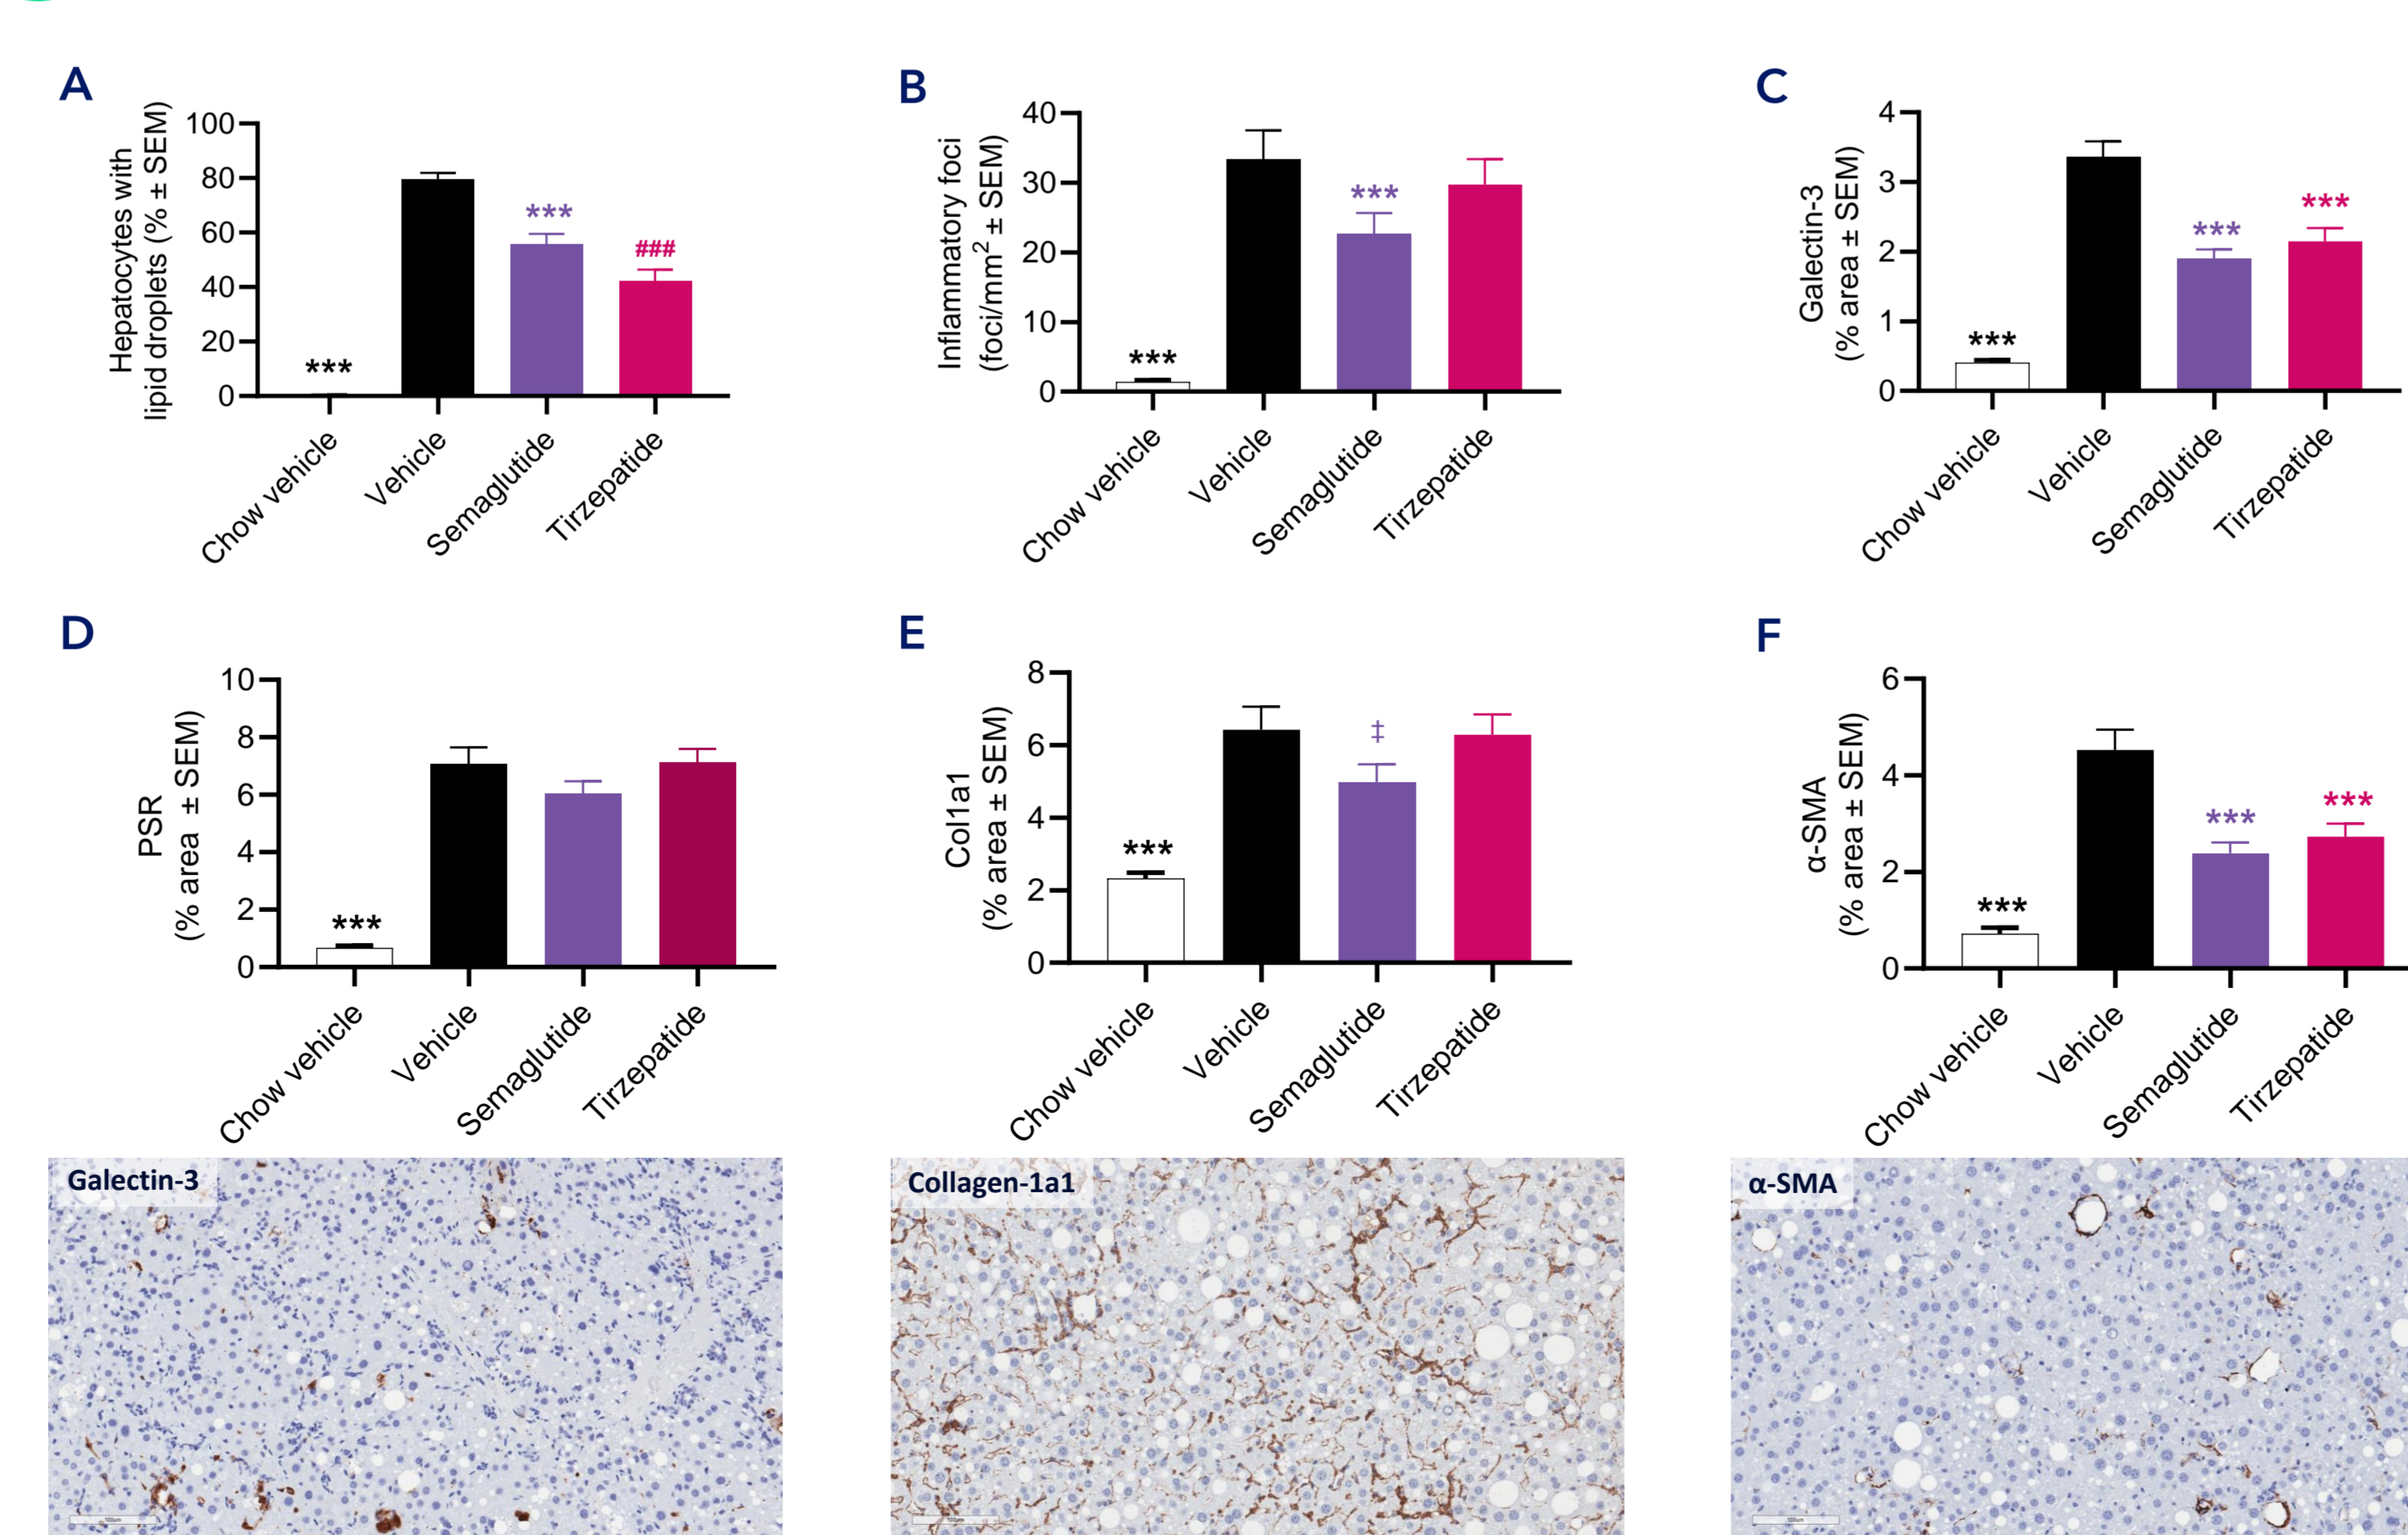 A
Hepatocytes with
lipid droplets (% ± SEM)
100
80
60
40
20
0
***
***
###
Chow vehicle
Vehicle
Semaglutide
Tirzepatide
B
Inflammatory foci
(foci/mm² ± SEM)
40
30
20
10
0
***
***
Chow vehicle
Vehicle
Semaglutide
Tirzepatide
C
Galectin-3
(% area ± SEM)
4
3
2
1
0
***
***
***
Chow vehicle
Vehicle
Semaglutide
Tirzepatide
D
PSR
(% area ± SEM)
10
8
6
4
2
0
***
Chow vehicle
Vehicle
Semaglutide
Tirzepatide
E
Col1a1
(% area ± SEM)
8
6
4
2
0
***
‡
Chow vehicle
Vehicle
Semaglutide
Tirzepatide
F
α-SMA
(% area ± SEM)
6
4
2
0
***
***
***
Chow vehicle
Vehicle
Semaglutide
Tirzepatide
Galectin-3
100um
Collagen-1a1
α-SMA
100um